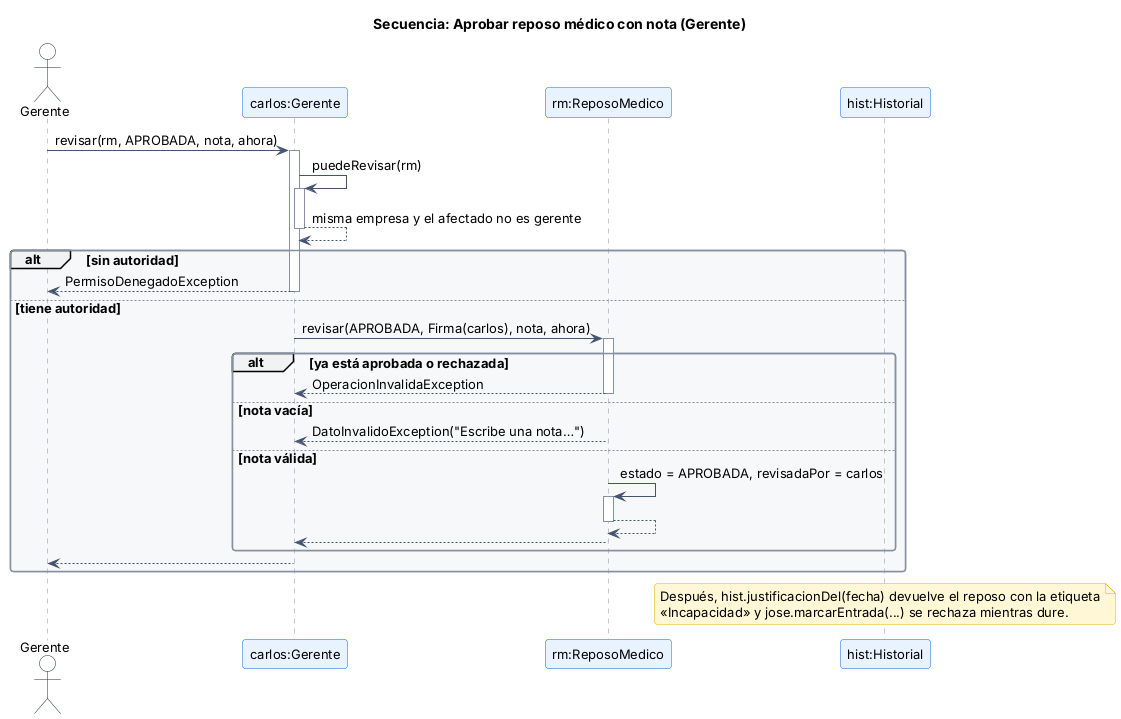 Secuencia: Aprobar reposo médico con nota (Gerente)
Gerente
carlos:Gerente
rm:ReposoMedico
hist:Historial
revisar(rm, APROBADA, nota, ahora)
puedeRevisar(rm)
misma empresa y el afectado no es gerente
alt
[sin autoridad]
PermisoDenegadoException
[tiene autoridad]
revisar(APROBADA, Firma(carlos), nota, ahora)
alt
[ya está aprobada o rechazada]
OperacionInvalidaException
[nota vacía]
DatoInvalidoException("Escribe una nota...")
[nota válida]
estado = APROBADA, revisadaPor = carlos
Después, hist.justificacionDel(fecha) devuelve el reposo con la etiqueta
«Incapacidad» y jose.marcarEntrada(...) se rechaza mientras dure.
Gerente
carlos:Gerente
rm:ReposoMedico
hist:Historial